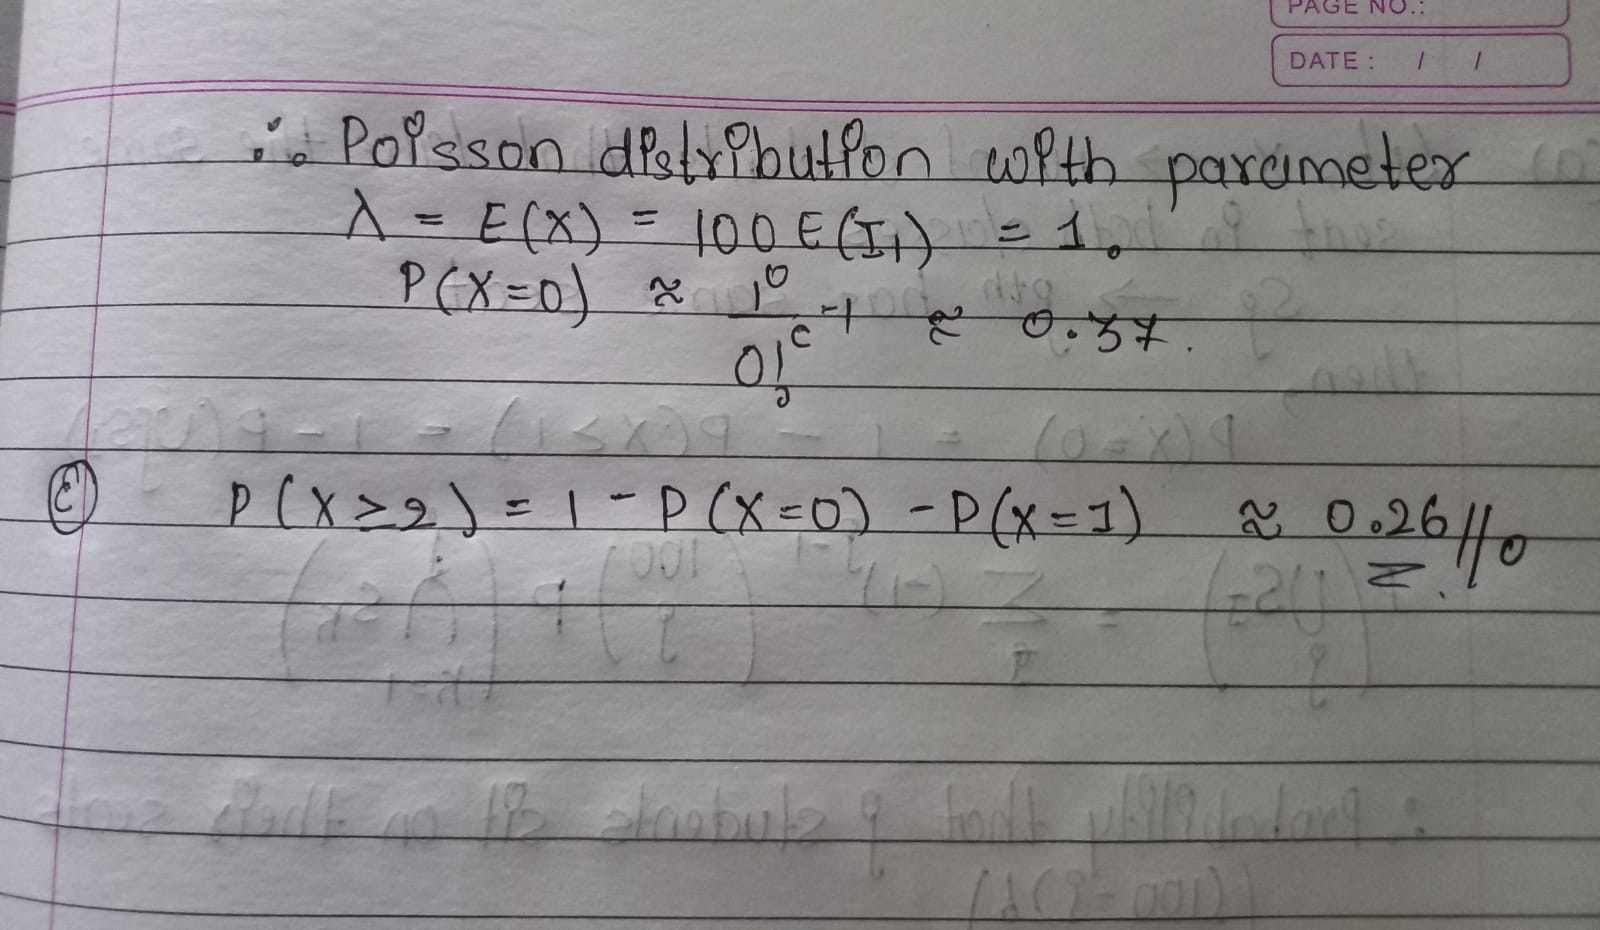 PAGE NO.:
DATE: / /
∴ Poisson distribution with parameter
λ = E(X) = 100 E(I₁) = 1.
P(X=0) ≈ 1⁰/0! e⁻¹ ≈ 0.37.
(c) P(X≥2) = 1 - P(X=0) - P(X=1) ≈ 0.26//